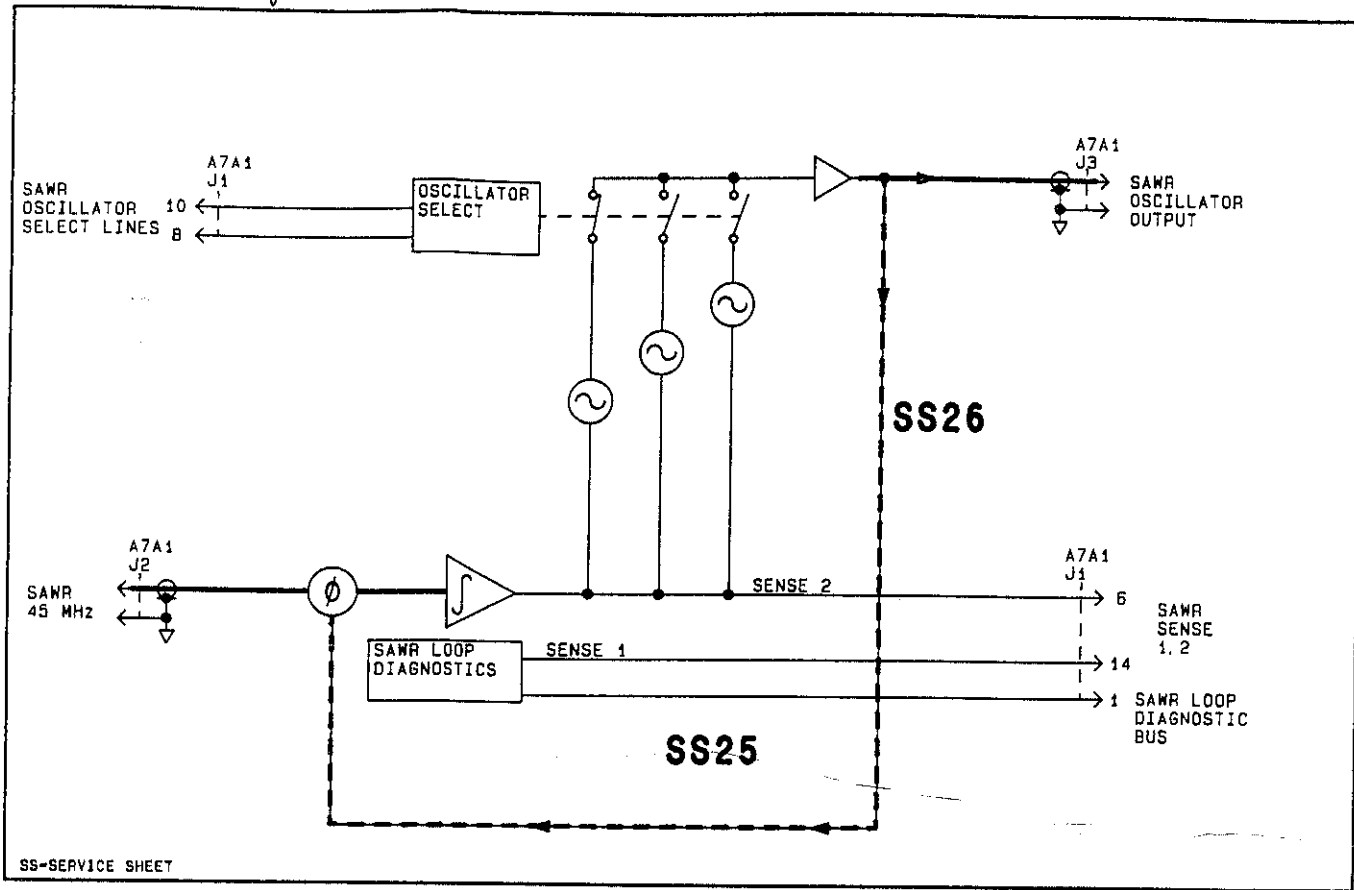 A7A1
J1
SAWR
OSCILLATOR
SELECT LINES
10
8
OSCILLATOR
SELECT
A7A1
J3
SAWR
OSCILLATOR
OUTPUT
SS26
A7A1
J2
SAWR
45 MHz
φ
∫
SENSE 2
A7A1
J1
6
SAWR
SENSE
1, 2
SAWR LOOP
DIAGNOSTICS
SENSE 1
14
1
SAWR LOOP
DIAGNOSTIC
BUS
SS25
SS-SERVICE SHEET